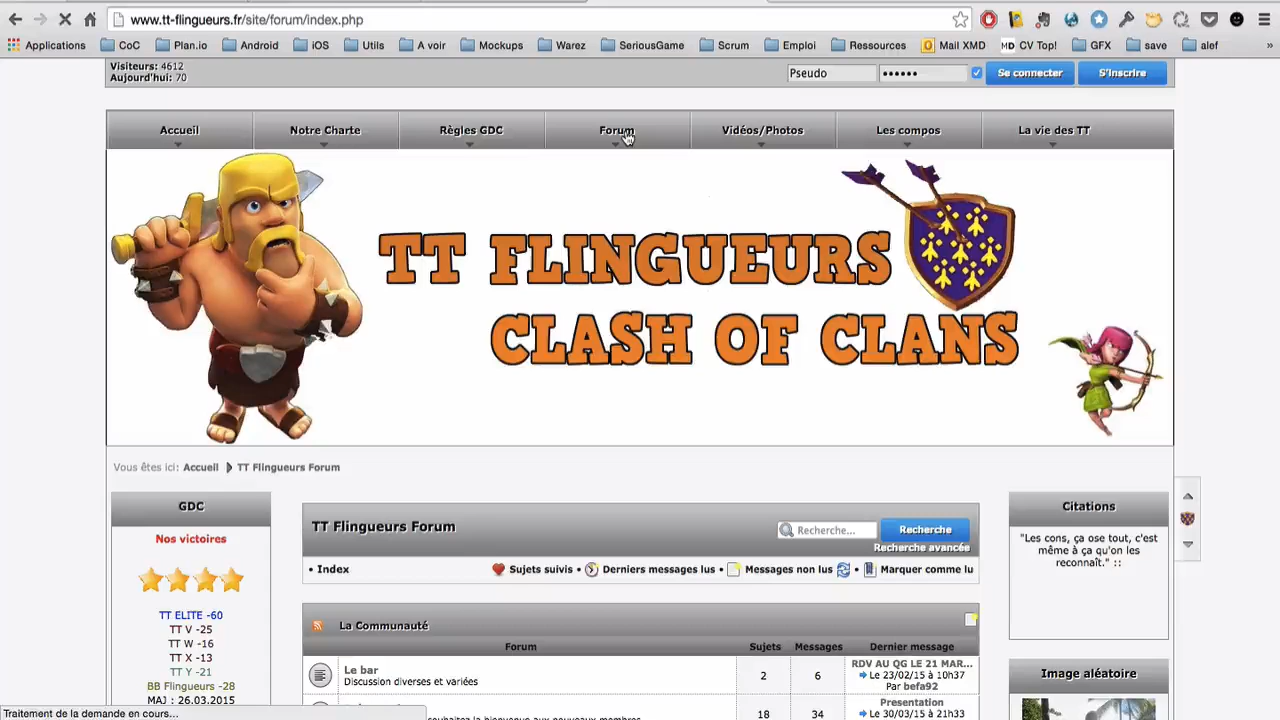 www.tt-flingueurs.fr/site/forum/index.php
Applications CoC Plan.io Android iOS Utils A voir Mockups Warez SeriousGame Scrum Emploi Ressources Mail XMD MD CV Top! GFX save alef »
Visiteurs: 4612
Aujourd'hui: 70
Pseudo •••••• Se connecter S'inscrire
Accueil Notre Charte Règles GDC Forum Vidéos/Photos Les compos La vie des TT
TT FLINGUEURS
CLASH OF CLANS
Vous êtes ici: Accueil TT Flingueurs Forum
GDC
Nos victoires
TT ELITE -60
TT V -25
TT W -16
TT X -13
TT Y -21
BB Flingueurs -28
MAJ : 26.03.2015
TT Flingueurs Forum
Recherche... Recherche
Recherche avancée
• Index Sujets suivis • Derniers messages lus • Messages non lus • Marquer comme lu
La Communauté
Forum Sujets Messages Dernier message
Le bar
Discussion diverses et variées
2 6
RDV AU QG LE 21 MAR...
Le 23/02/15 à 10h37
Par befa92
souhaitez la bienvenue aux nouveaux membres
18 34
Presentation
Le 30/03/15 à 21h33
Citations
"Les cons, ça ose tout, c'est
même à ça qu'on les
reconnaît." ::
Image aléatoire
Traitement de la demande en cours...